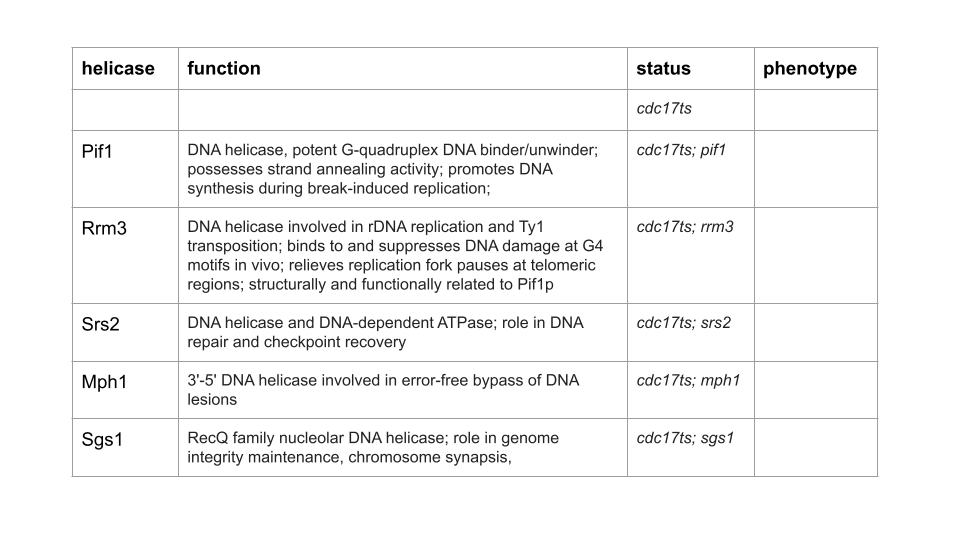 helicase function status phenotype
cdc17ts
Pif1 DNA helicase, potent G-quadruplex DNA binder/unwinder; cdc17ts; pif1
possesses strand annealing activity; promotes DNA
synthesis during break-induced replication;
Rrm3 DNA helicase involved in rDNA replication and Ty1 cdc17ts; rrm3
transposition; binds to and suppresses DNA damage at G4
motifs in vivo; relieves replication fork pauses at telomeric
regions; structurally and functionally related to Pif1p
Srs2 DNA helicase and DNA-dependent ATPase; role in DNA cdc17ts; srs2
repair and checkpoint recovery
Mph1 3'-5' DNA helicase involved in error-free bypass of DNA cdc17ts; mph1
lesions
Sgs1 RecQ family nucleolar DNA helicase; role in genome cdc17ts; sgs1
integrity maintenance, chromosome synapsis,